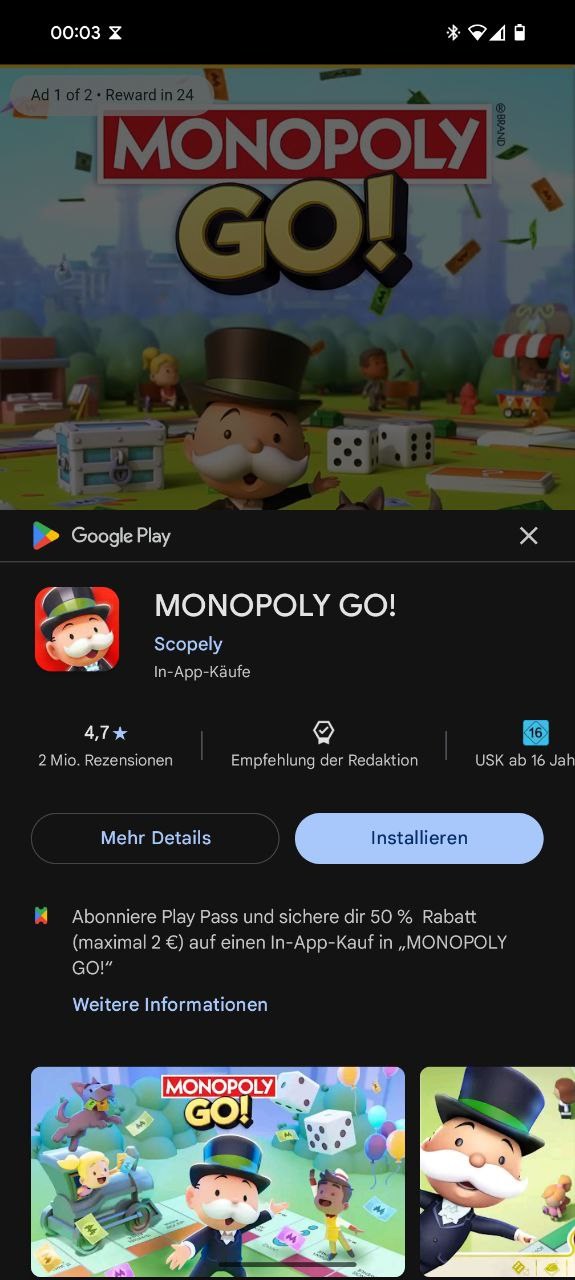 00:03
Ad 1 of 2 • Reward in 24
®BRAND
MONOPOLY
GO!
Google Play
MONOPOLY GO!
Scopely
In-App-Käufe
4,7
16
2 Mio. Rezensionen
Empfehlung der Redaktion
USK ab 16 Jah
Mehr Details
Installieren
Abonniere Play Pass und sichere dir 50 % Rabatt
(maximal 2 €) auf einen In-App-Kauf in „MONOPOLY
GO!“
Weitere Informationen
MONOPOLY
GO!